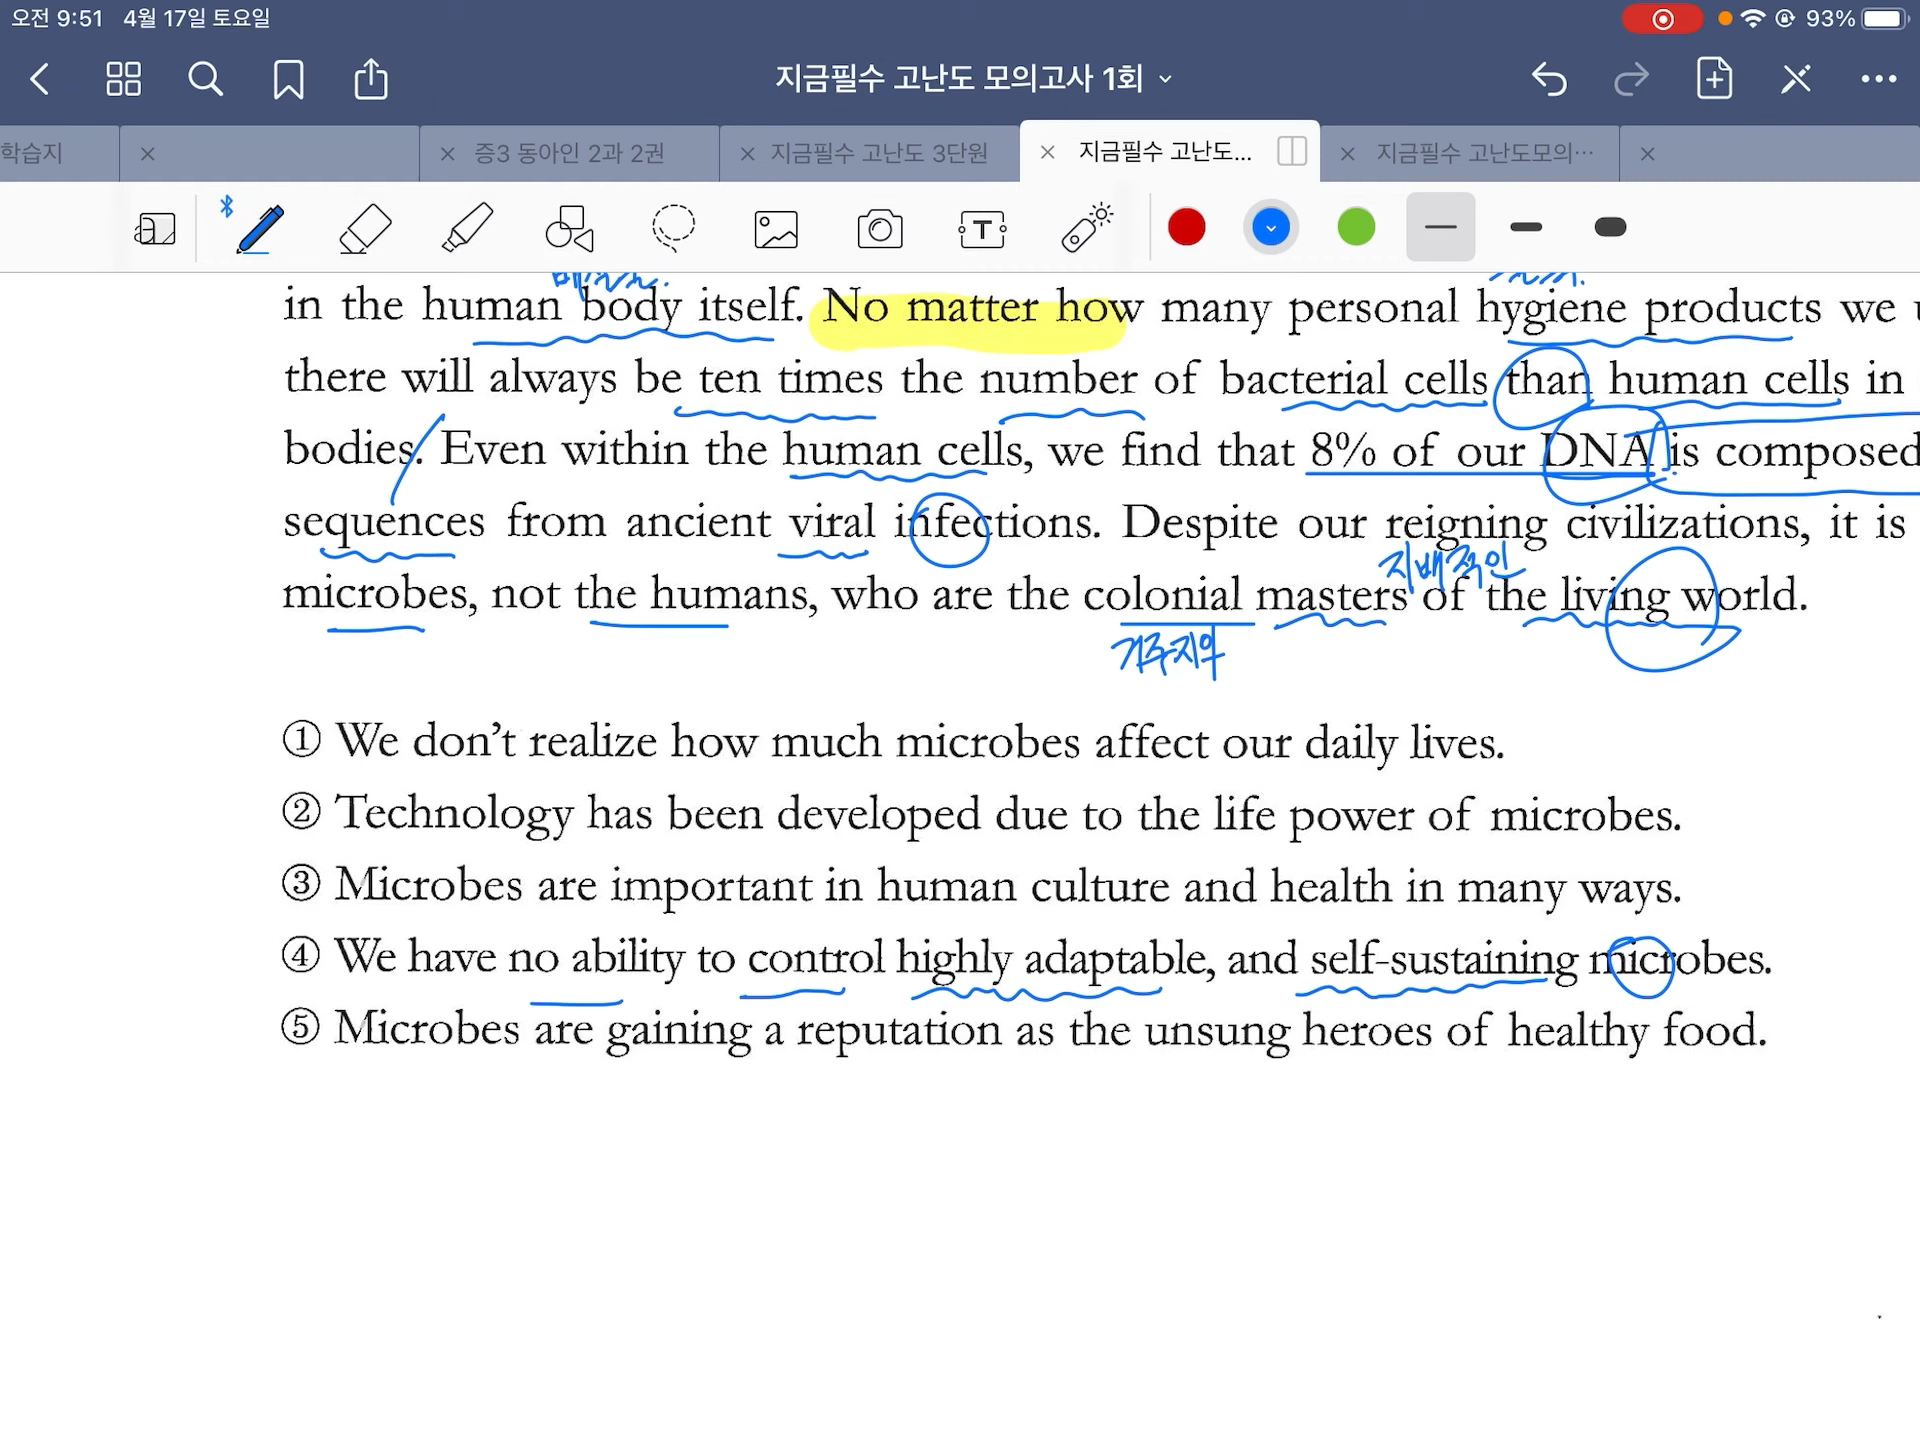 오전 9:51 4월 17일 토요일 93%
지금필수 고난도 모의고사 1회
학습지 중3 동아인 2과 2권 지금필수 고난도 3단원 지금필수 고난도... 지금필수 고난도모의...
in the human body itself. No matter how many personal hygiene products we
there will always be ten times the number of bacterial cells than human cells in
bodies. Even within the human cells, we find that 8% of our DNA is composed
sequences from ancient viral infections. Despite our reigning civilizations, it is
지배적인
microbes, not the humans, who are the colonial masters of the living world.
거주지의
① We don't realize how much microbes affect our daily lives.
② Technology has been developed due to the life power of microbes.
③ Microbes are important in human culture and health in many ways.
④ We have no ability to control highly adaptable, and self-sustaining microbes.
⑤ Microbes are gaining a reputation as the unsung heroes of healthy food.